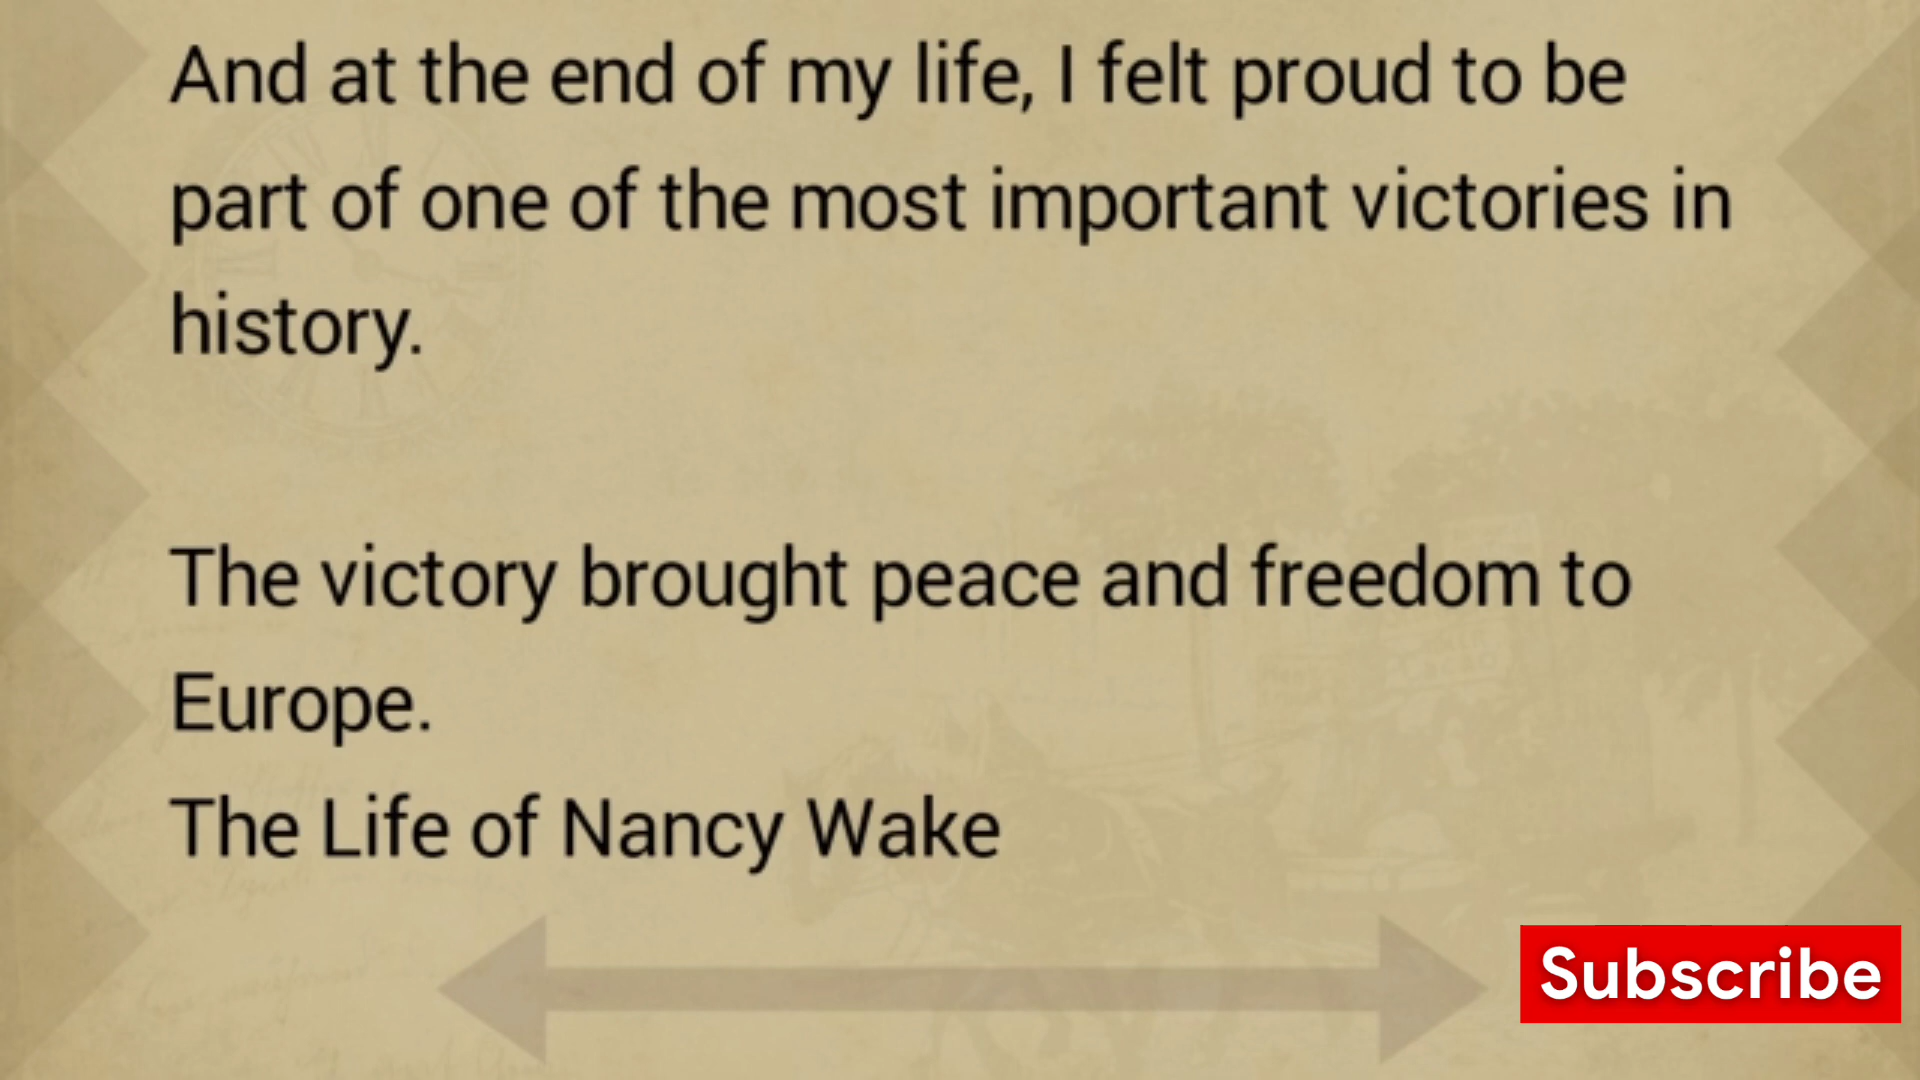 And at the end of my life, I felt proud to be
part of one of the most important victories in
history.
The victory brought peace and freedom to
Europe.
The Life of Nancy Wake
Subscribe